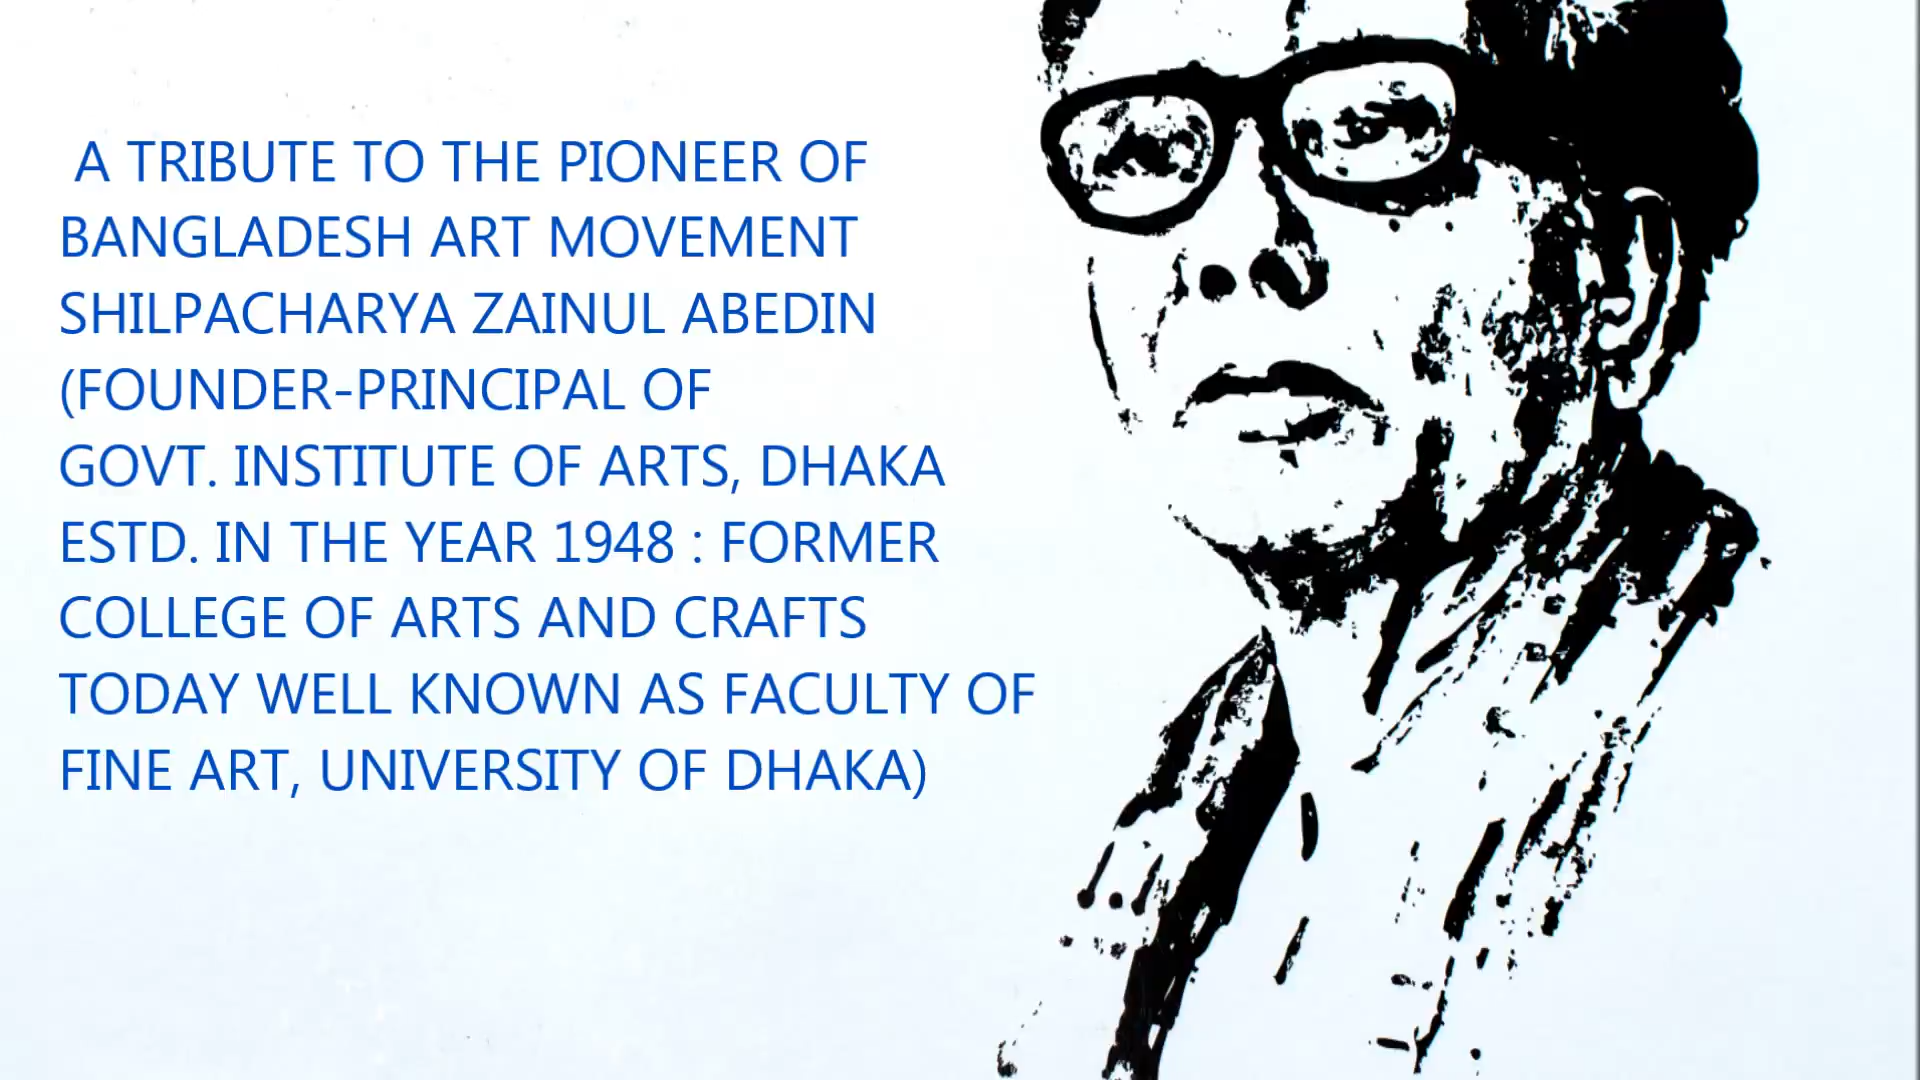 A TRIBUTE TO THE PIONEER OF
BANGLADESH ART MOVEMENT
SHILPACHARYA ZAINUL ABEDIN
(FOUNDER-PRINCIPAL OF
GOVT. INSTITUTE OF ARTS, DHAKA
ESTD. IN THE YEAR 1948 : FORMER
COLLEGE OF ARTS AND CRAFTS
TODAY WELL KNOWN AS FACULTY OF
FINE ART, UNIVERSITY OF DHAKA)